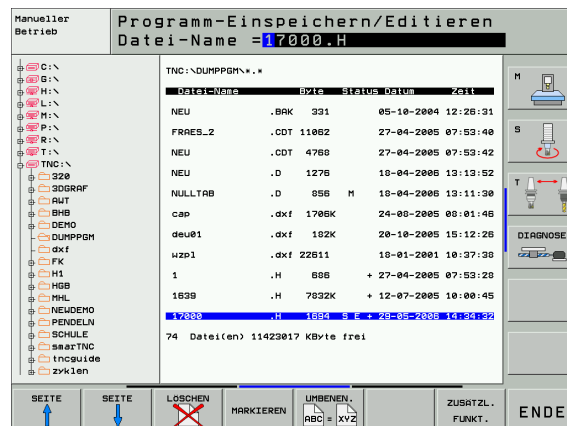 Manueller
Betrieb
Programm-Einspeichern/Editieren
Datei-Name =17000.H
C:\
G:\
H:\
L:\
M:\
P:\
R:\
T:\
TNC:\
320
3DGRAF
AWT
BHB
DEMO
DUMPPGM
dxf
FK
H1
HGB
MHL
NEWDEMO
PENDELN
SCHULE
smarTNC
tncguide
zyklen
TNC:\DUMPPGM\*.*
Datei-Name Byte Status Datum Zeit
NEU .BAK 331 05-10-2004 12:26:31
FRAES_2 .CDT 11062 27-04-2005 07:53:40
NEU .CDT 4768 27-04-2005 07:53:42
NEU .D 1276 18-04-2006 13:13:52
NULLTAB .D 856 M 18-04-2006 13:11:30
cap .dxf 1706K 24-08-2005 08:01:46
deu01 .dxf 182K 20-10-2005 15:12:26
wzpl .dxf 22611 18-01-2001 10:37:38
1 .H 686 + 27-04-2005 07:53:28
1639 .H 7832K + 12-07-2005 10:00:45
17000 .H 1694 S E + 29-05-2006 14:34:32
74 Datei(en) 11423017 KByte frei
M
S
T
DIAGNOSE
SEITE
SEITE
LÖSCHEN
MARKIEREN
UMBENEN.
ABC = XYZ
ZUSÄTZL.
FUNKT.
ENDE